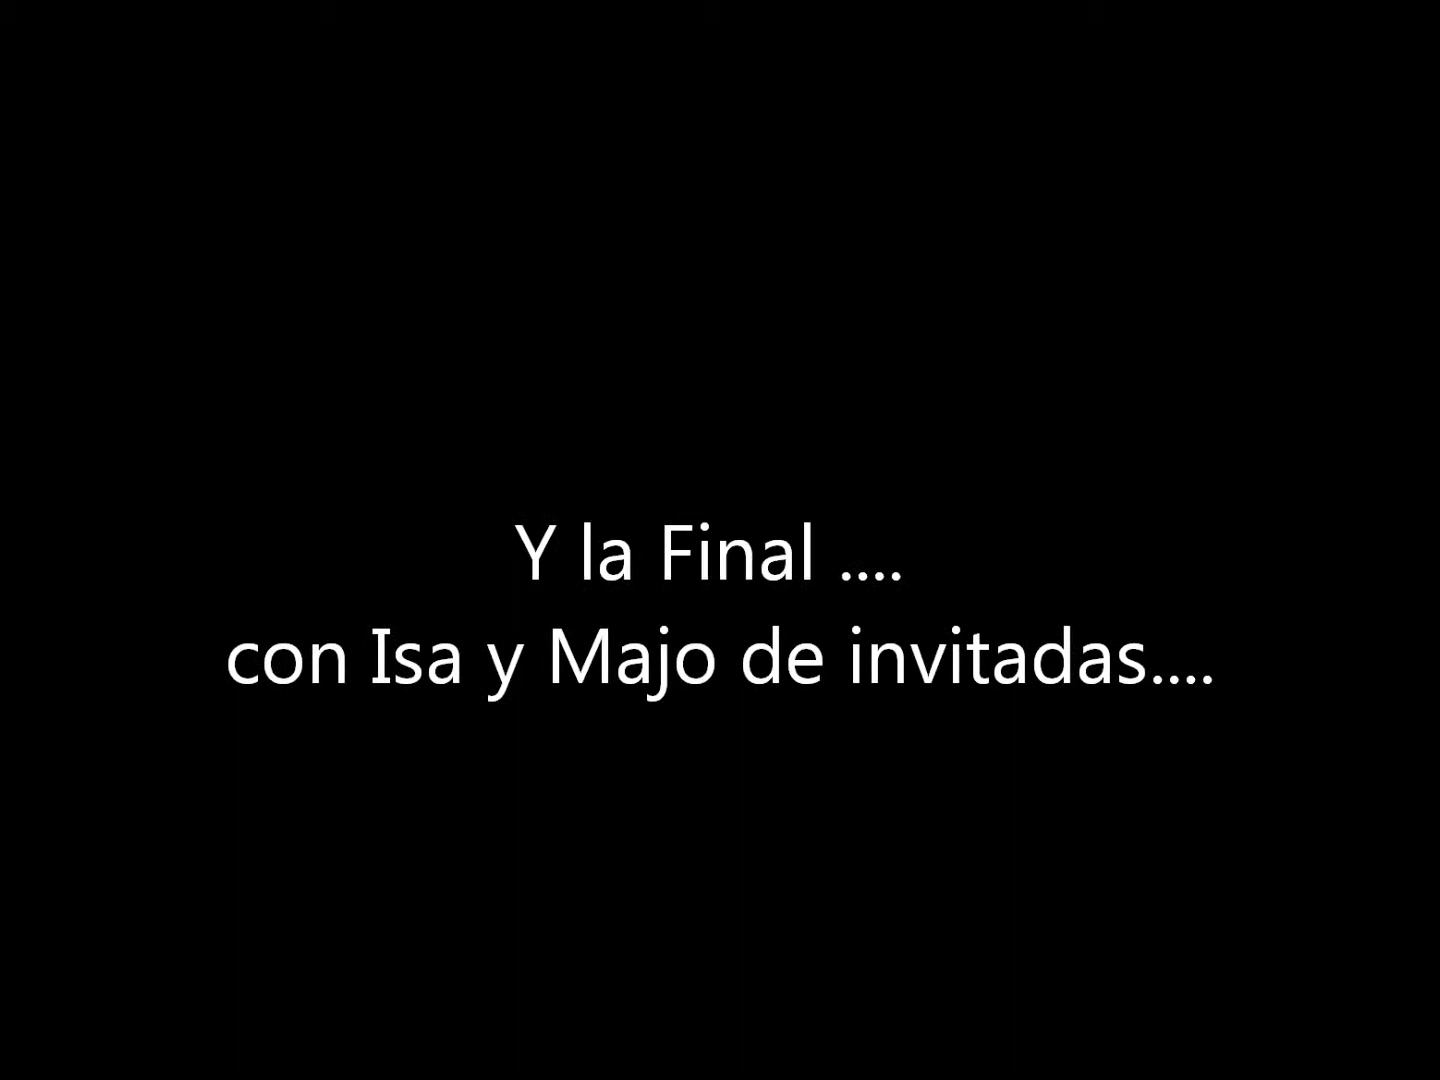 Y la Final ....
con Isa y Majo de invitadas....